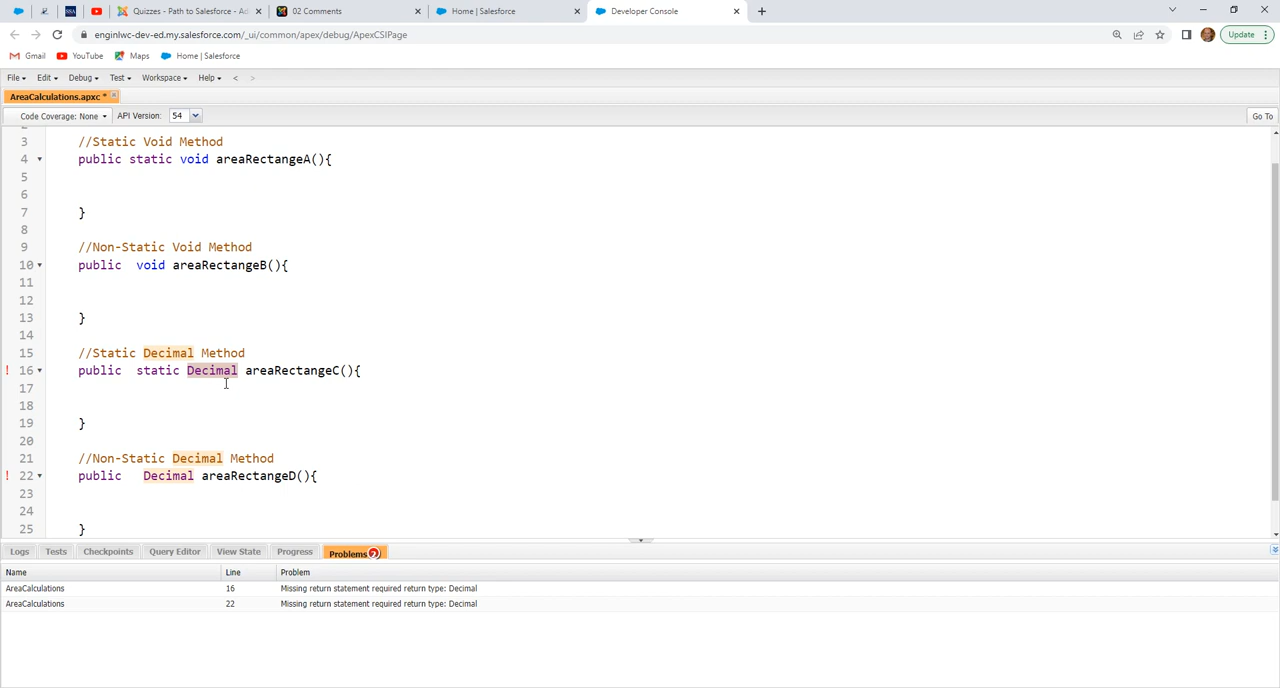 SSA
Quizzes - Path to Salesforce - Ad
02 Comments
Home | Salesforce
Developer Console
enginlwc-dev-ed.my.salesforce.com/_ui/common/apex/debug/ApexCSIPage
Update
Gmail YouTube Maps Home | Salesforce
File Edit Debug Test Workspace Help < >
AreaCalculations.apxc *
Code Coverage: None API Version: 54 Go To
3 //Static Void Method
4 public static void areaRectangeA(){
5
6
7 }
8
9 //Non-Static Void Method
10 public  void areaRectangeB(){
11
12
13 }
14
15 //Static Decimal Method
! 16 public  static Decimal areaRectangeC(){
17
18
19 }
20
21 //Non-Static Decimal Method
! 22 public   Decimal areaRectangeD(){
23
24
25 }
Logs Tests Checkpoints Query Editor View State Progress Problems 2
Name Line Problem
AreaCalculations 16 Missing return statement required return type: Decimal
AreaCalculations 22 Missing return statement required return type: Decimal